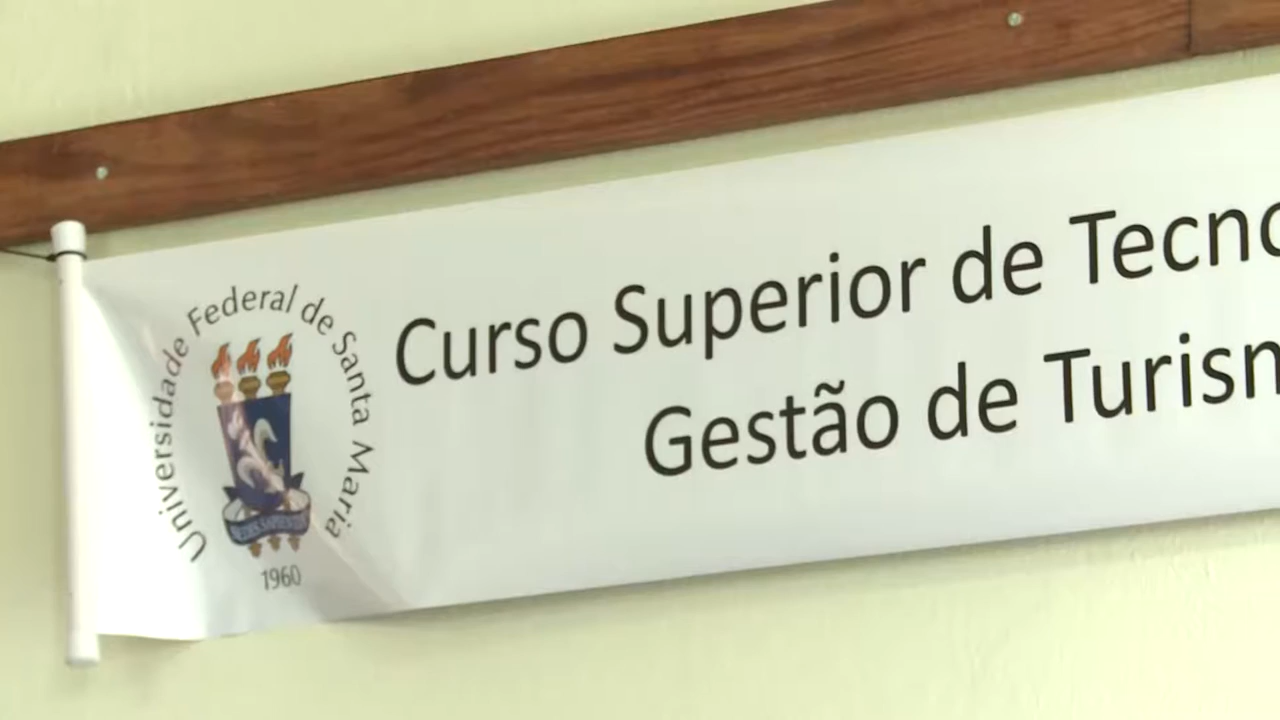 Universidade Federal de Santa Maria
1960
Curso Superior de Tecno
Gestão de Turism